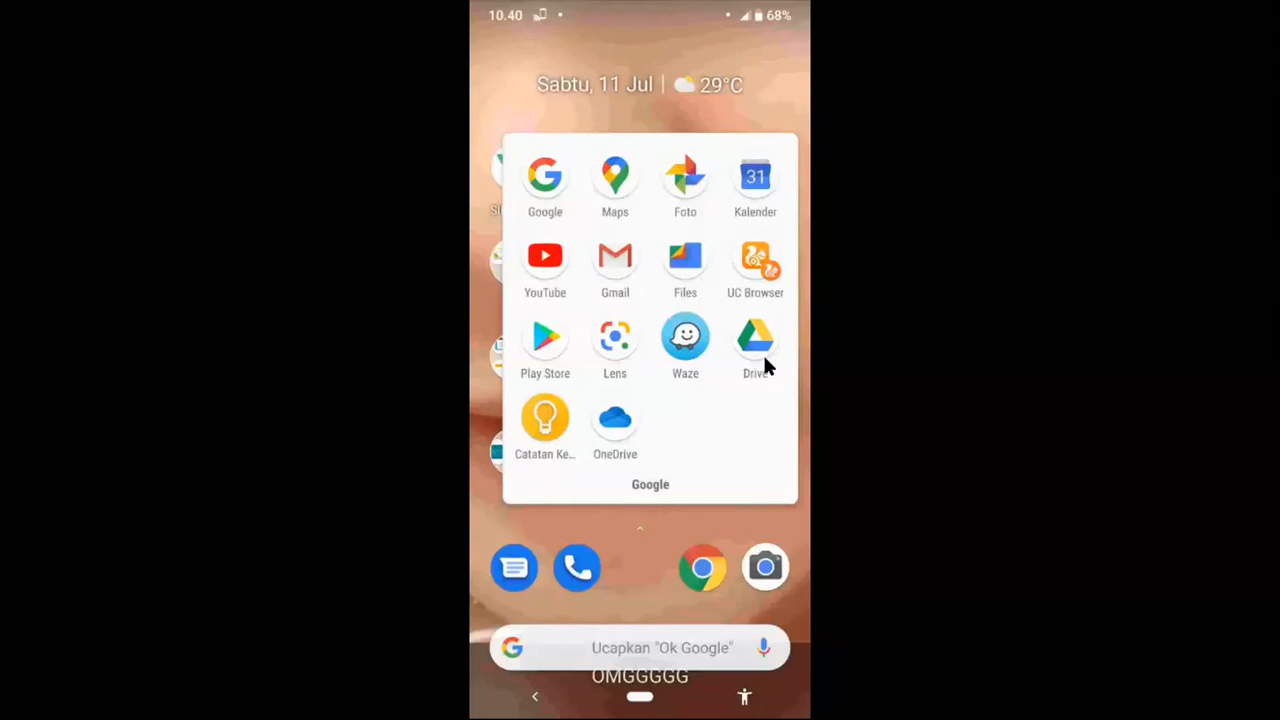 10.40
68%
Sabtu, 11 Jul | 29°C
Google
Maps
Foto
31
Kalender
YouTube
Gmail
Files
UC Browser
Play Store
Lens
Waze
Drive
Catatan Ke...
OneDrive
Google
Ucapkan "Ok Google"
OMGGGGG